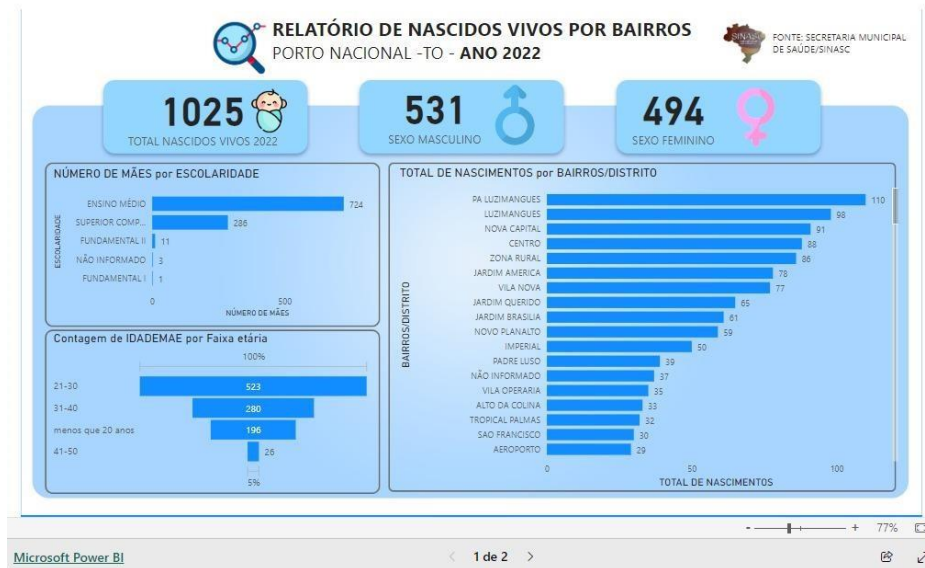 RELATÓRIO DE NASCIDOS VIVOS POR BAIRROS
PORTO NACIONAL -TO - ANO 2022
SINASC
FONTE: SECRETARIA MUNICIPAL
DE SAÚDE/SINASC
1025
TOTAL NASCIDOS VIVOS 2022
531
SEXO MASCULINO
494
SEXO FEMININO
NÚMERO DE MÃES por ESCOLARIDADE
ESCOLARIDADE
ENSINO MÉDIO 724
SUPERIOR COMP... 286
FUNDAMENTAL II 11
NÃO INFORMADO 3
FUNDAMENTAL I 1
0 500
NÚMERO DE MÃES
Contagem de IDADEMAE por Faixa etária
100%
21-30 523
31-40 280
menos que 20 anos 196
41-50 26
5%
TOTAL DE NASCIMENTOS por BAIRROS/DISTRITO
BAIRROS/DISTRITO
PA LUZIMANGUES 110
LUZIMANGUES 98
NOVA CAPITAL 91
CENTRO 88
ZONA RURAL 86
JARDIM AMERICA 78
VILA NOVA 77
JARDIM QUERIDO 65
JARDIM BRASILIA 61
NOVO PLANALTO 59
IMPERIAL 50
PADRE LUSO 39
NÃO INFORMADO 37
VILA OPERARIA 35
ALTO DA COLINA 33
TROPICAL PALMAS 32
SAO FRANCISCO 30
AEROPORTO 29
0 50 100
TOTAL DE NASCIMENTOS
- + 77%
Microsoft Power BI
1 de 2